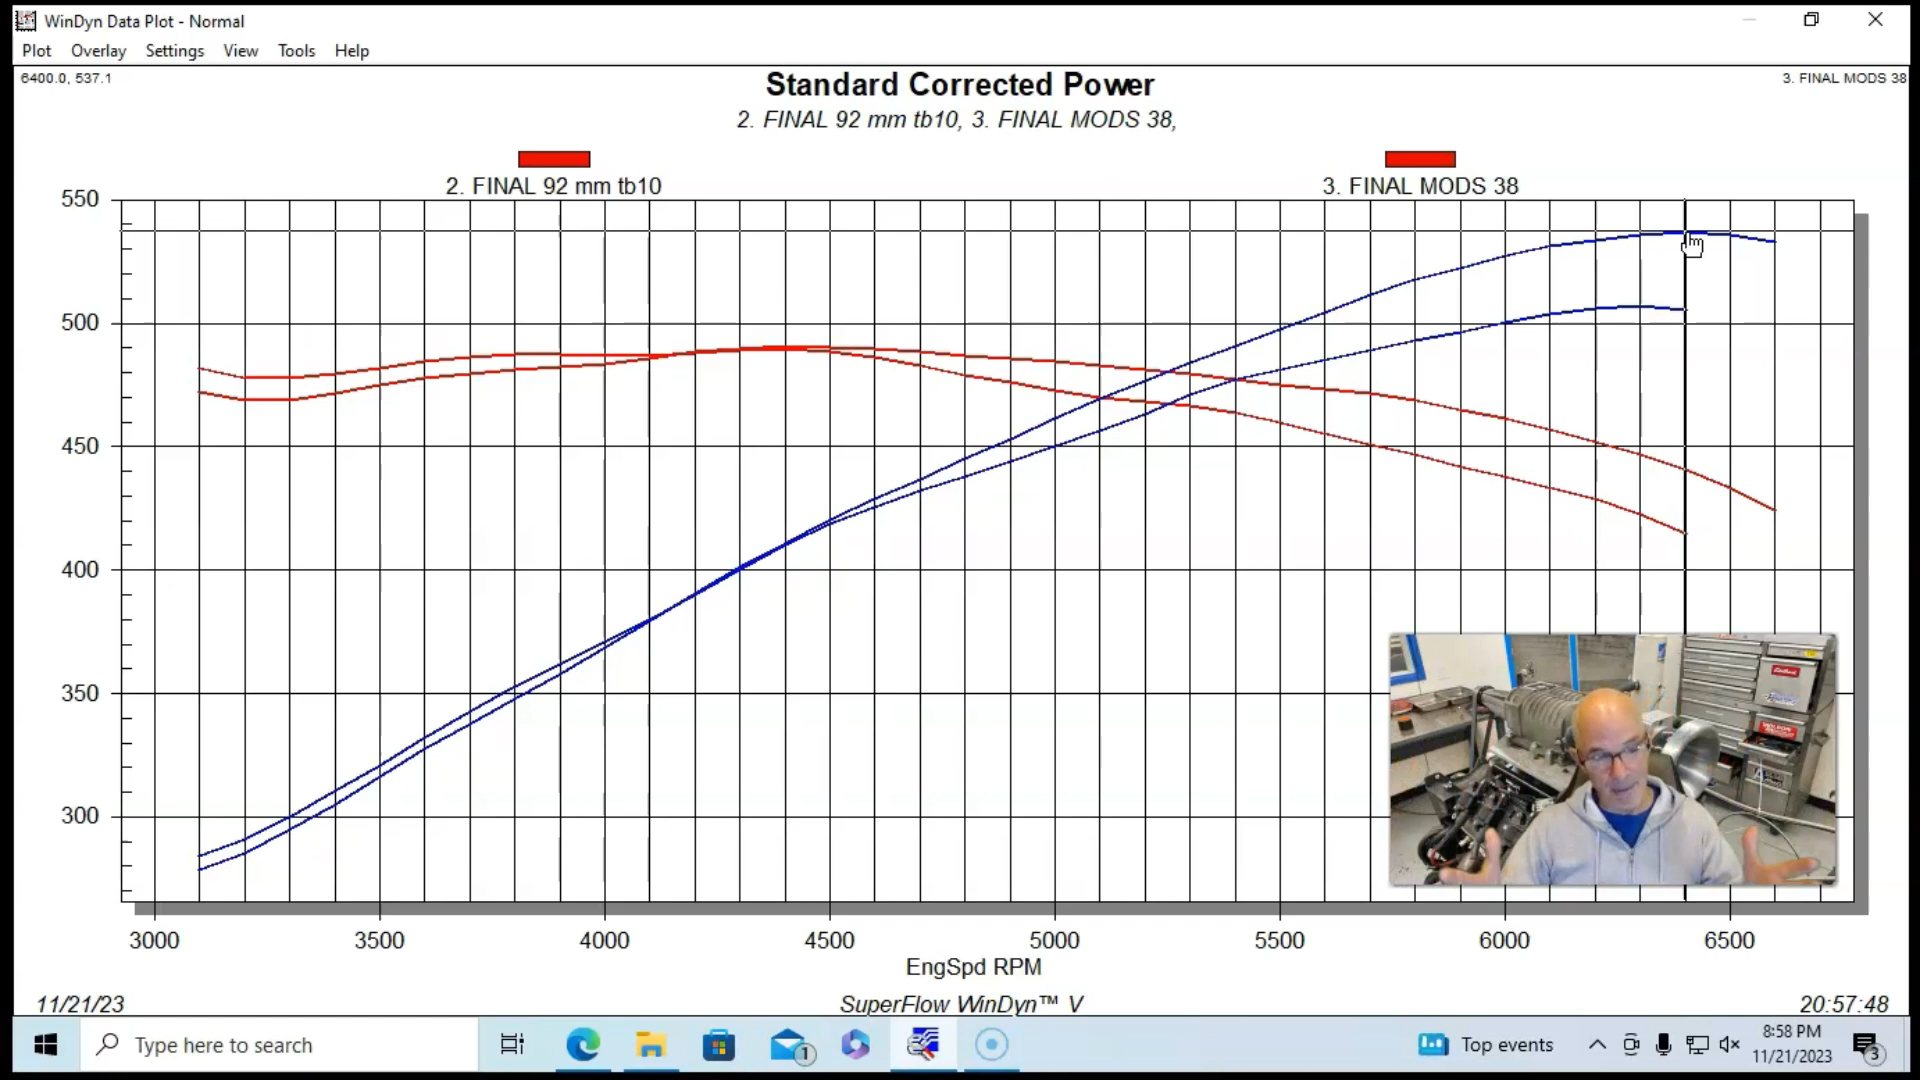 WinDyn Data Plot - Normal
Plot Overlay Settings View Tools Help
6400.0, 537.1
3. FINAL MODS 38
Standard Corrected Power
2. FINAL 92 mm tb10, 3. FINAL MODS 38,
2. FINAL 92 mm tb10
3. FINAL MODS 38
550
500
450
400
350
300
3000 3500 4000 4500 5000 5500 6000 6500
EngSpd RPM
11/21/23
SuperFlow WinDyn™ V
20:57:48
Type here to search
1
Top events
8:58 PM
11/21/2023
3